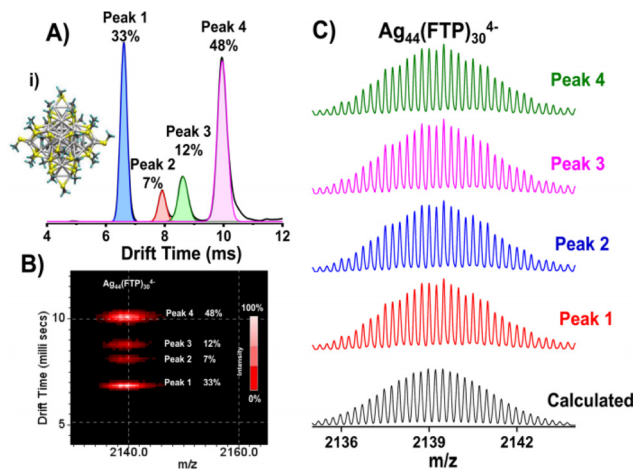 A)
Peak 1
33%
Peak 4
48%
i)
Peak 3
12%
Peak 2
7%
4 6 8 10 12
Drift Time (ms)
B)
Ag44(FTP)30 4-
Peak 4 48%
Peak 3 12%
Peak 2 7%
Peak 1 33%
100%
Intensity
0%
10
5
Drift Time (milli secs)
2140.0 2160.0
m/z
C)
Ag44(FTP)30 4-
Peak 4
Peak 3
Peak 2
Peak 1
Calculated
2136 2139 2142
m/z